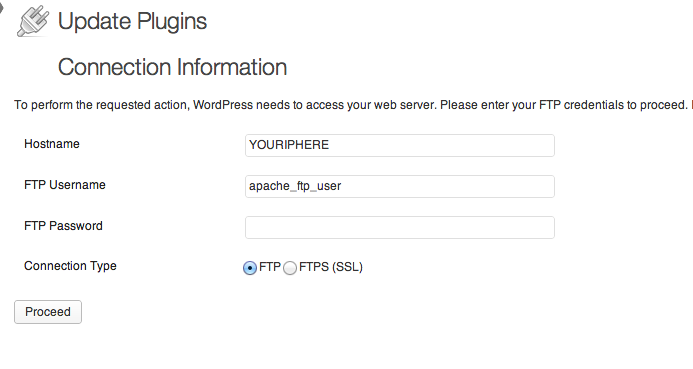 Update Plugins
Connection Information
To perform the requested action, WordPress needs to access your web server. Please enter your FTP credentials to proceed.
Hostname YOURIPHERE
FTP Username apache_ftp_user
FTP Password
Connection Type FTP FTPS (SSL)
Proceed